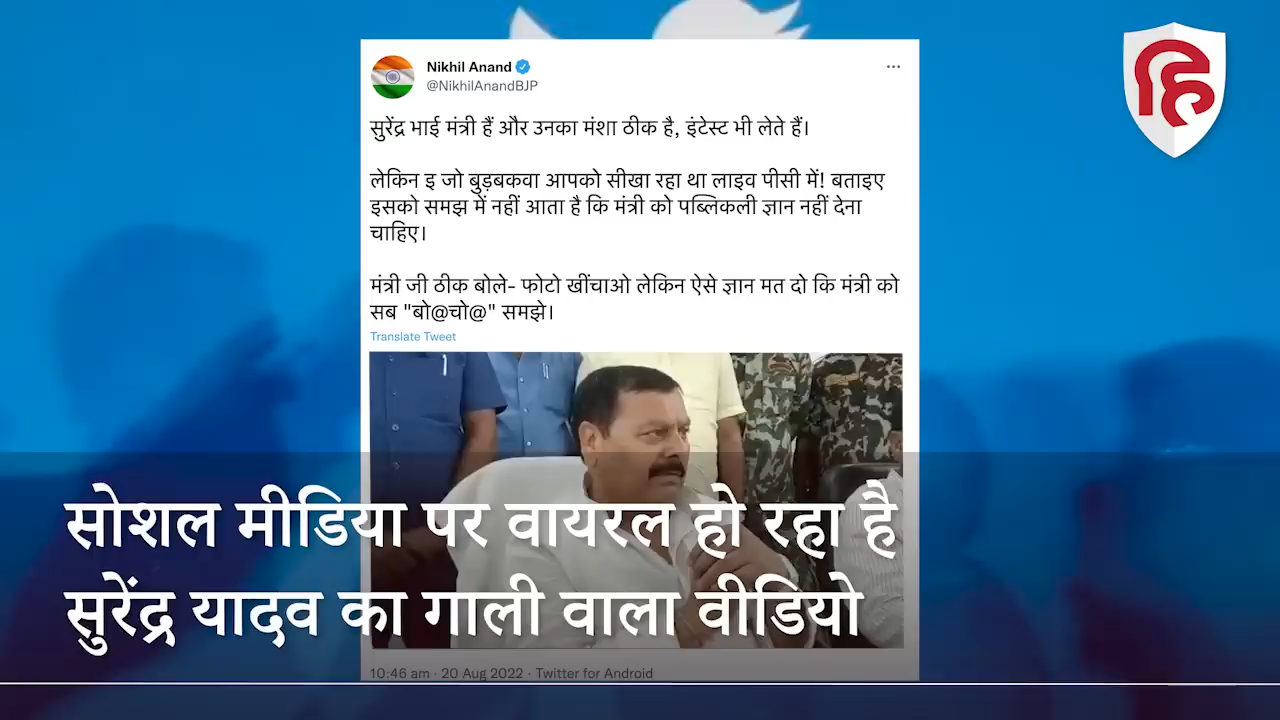 Nikhil Anand
@NikhilAnandBJP
सुरेंद्र भाई मंत्री हैं और उनका मंशा ठीक है, इंटेस्ट भी लेते हैं।
लेकिन इ जो बुड़बकवा आपको सीखा रहा था लाइव पीसी में! बताइए
इसको समझ में नहीं आता है कि मंत्री को पब्लिकली ज्ञान नहीं देना
चाहिए।
मंत्री जी ठीक बोले- फोटो खींचाओ लेकिन ऐसे ज्ञान मत दो कि मंत्री को
सब "बो@चो@" समझे।
Translate Tweet
सोशल मीडिया पर वायरल हो रहा है
सुरेंद्र यादव का गाली वाला वीडियो
10:46 am · 20 Aug 2022 · Twitter for Android
हि